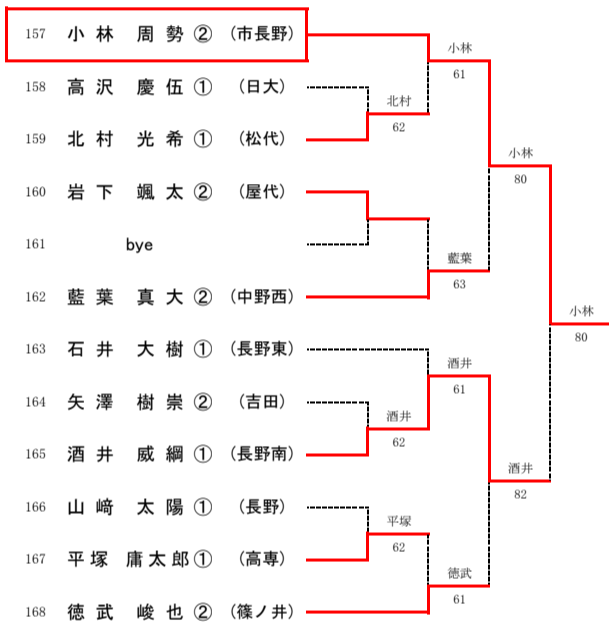 157 小林 周勢② (市長野)
小林
61
158 高沢 慶伍① (日大)
北村
62
159 北村 光希① (松代)
小林
80
160 岩下 颯太② (屋代)
161 bye
藍葉
63
162 藍葉 真大② (中野西)
小林
80
163 石井 大樹① (長野東)
酒井
61
164 矢澤 樹崇② (吉田)
酒井
62
165 酒井 威綱① (長野南)
酒井
82
166 山﨑 太陽① (長野)
平塚
62
167 平塚 庸太郎① (高専)
徳武
61
168 徳武 峻也② (篠ノ井)